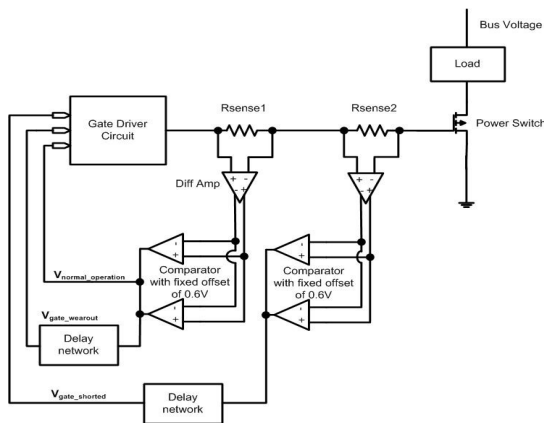 Bus Voltage
Load
Rsense1
Rsense2
Gate Driver
Circuit
Power Switch
+ -
- +
Diff Amp
+ -
- +
-
+
-
+
Comparator
with fixed offset
of 0.6V
Comparator
with fixed offset
of 0.6V
Vnormal_operation
-
+
-
+
Vgate_wearout
Delay
network
Vgate_shorted
Delay
network